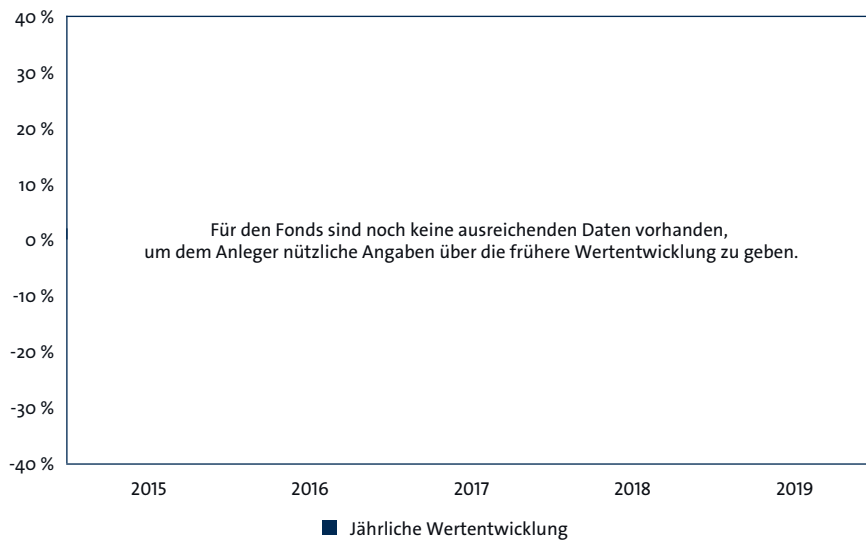 40 %
30 %
20 %
10 %
0 %
-10 %
-20 %
-30 %
-40 %
Für den Fonds sind noch keine ausreichenden Daten vorhanden,
um dem Anleger nützliche Angaben über die frühere Wertentwicklung zu geben.
2015 2016 2017 2018 2019
Jährliche Wertentwicklung